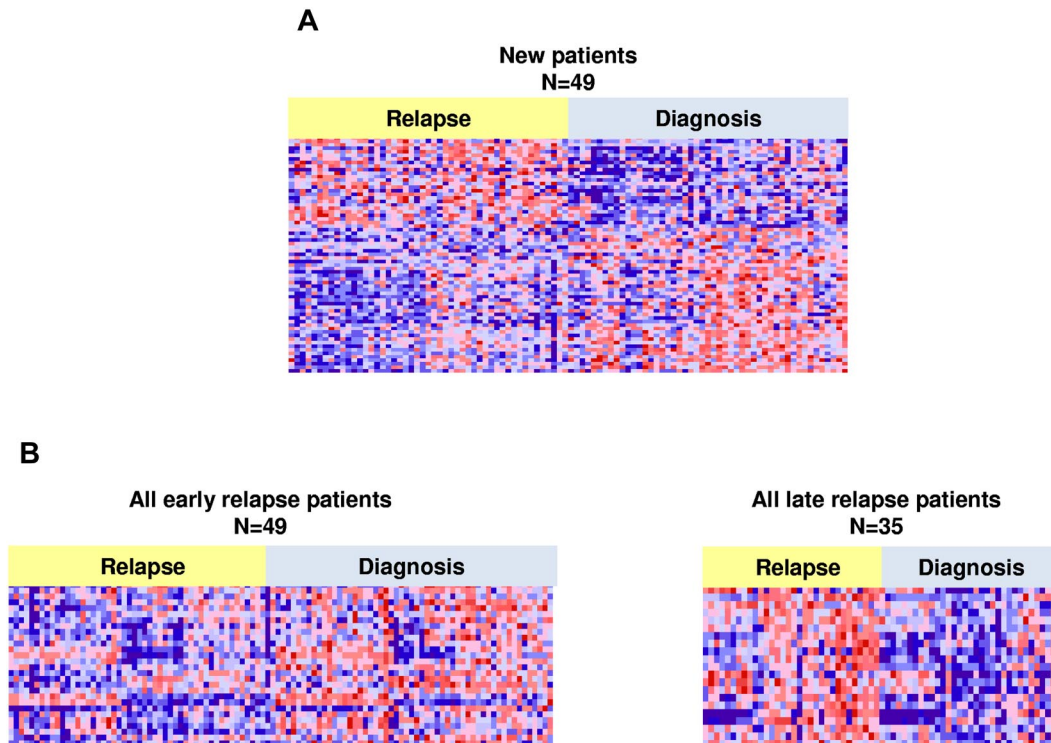 A
New patients
N=49
Relapse Diagnosis
B
All early relapse patients
N=49
Relapse Diagnosis
All late relapse patients
N=35
Relapse Diagnosis